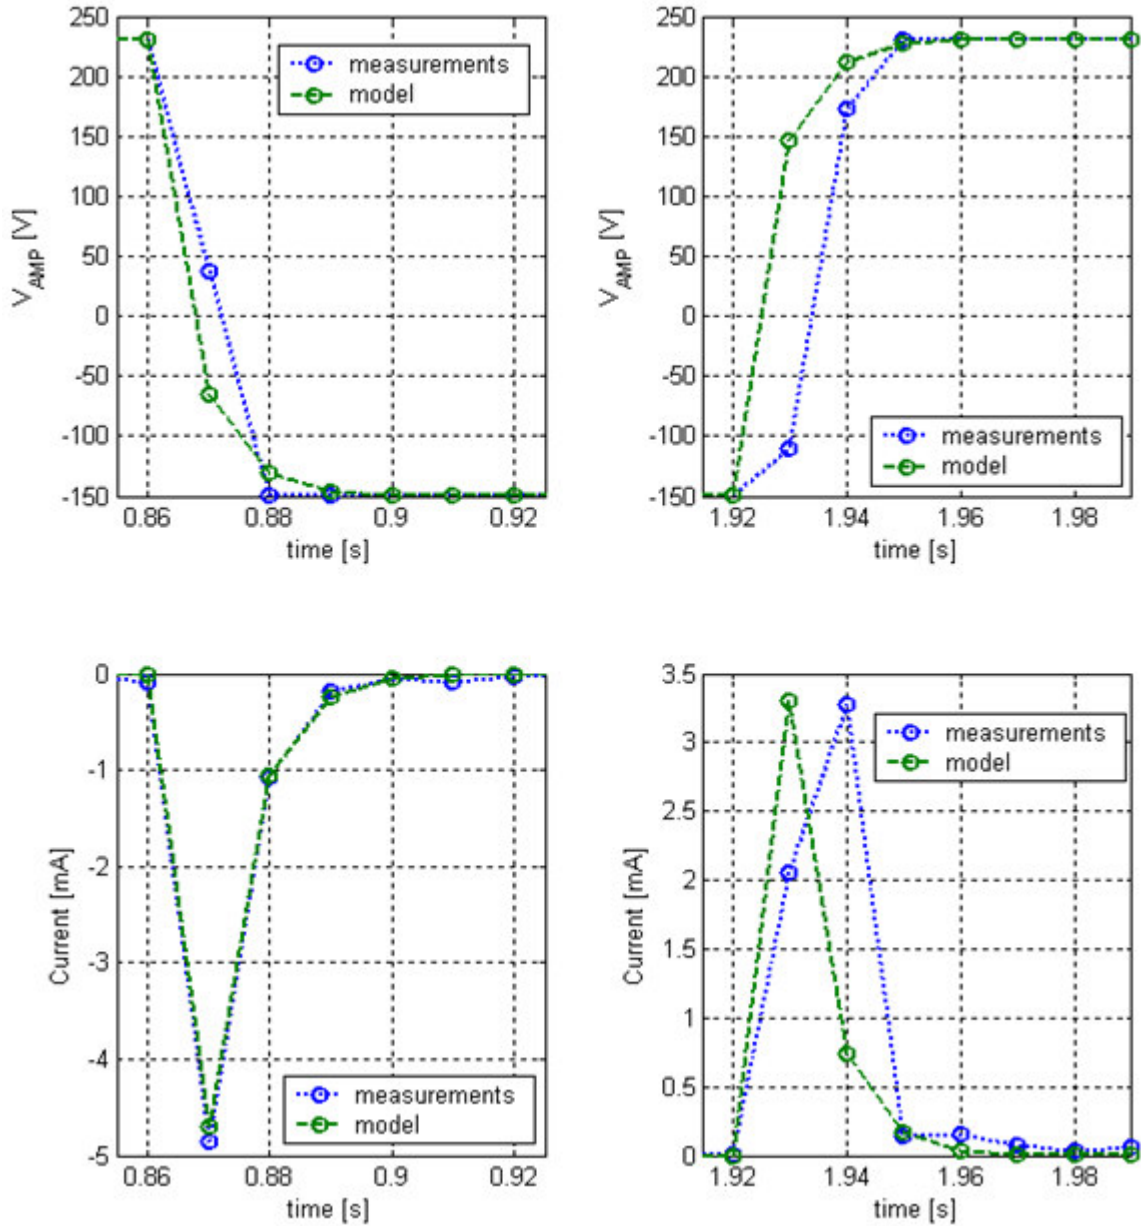 250
200
150
100
50
0
-50
-100
-150
V_AMP [V]
0.86 0.88 0.9 0.92
time [s]
measurements
model
250
200
150
100
50
0
-50
-100
-150
V_AMP [V]
1.92 1.94 1.96 1.98
time [s]
measurements
model
0
-1
-2
-3
-4
-5
Current [mA]
0.86 0.88 0.9 0.92
time [s]
measurements
model
3.5
3
2.5
2
1.5
1
0.5
0
Current [mA]
1.92 1.94 1.96 1.98
time [s]
measurements
model